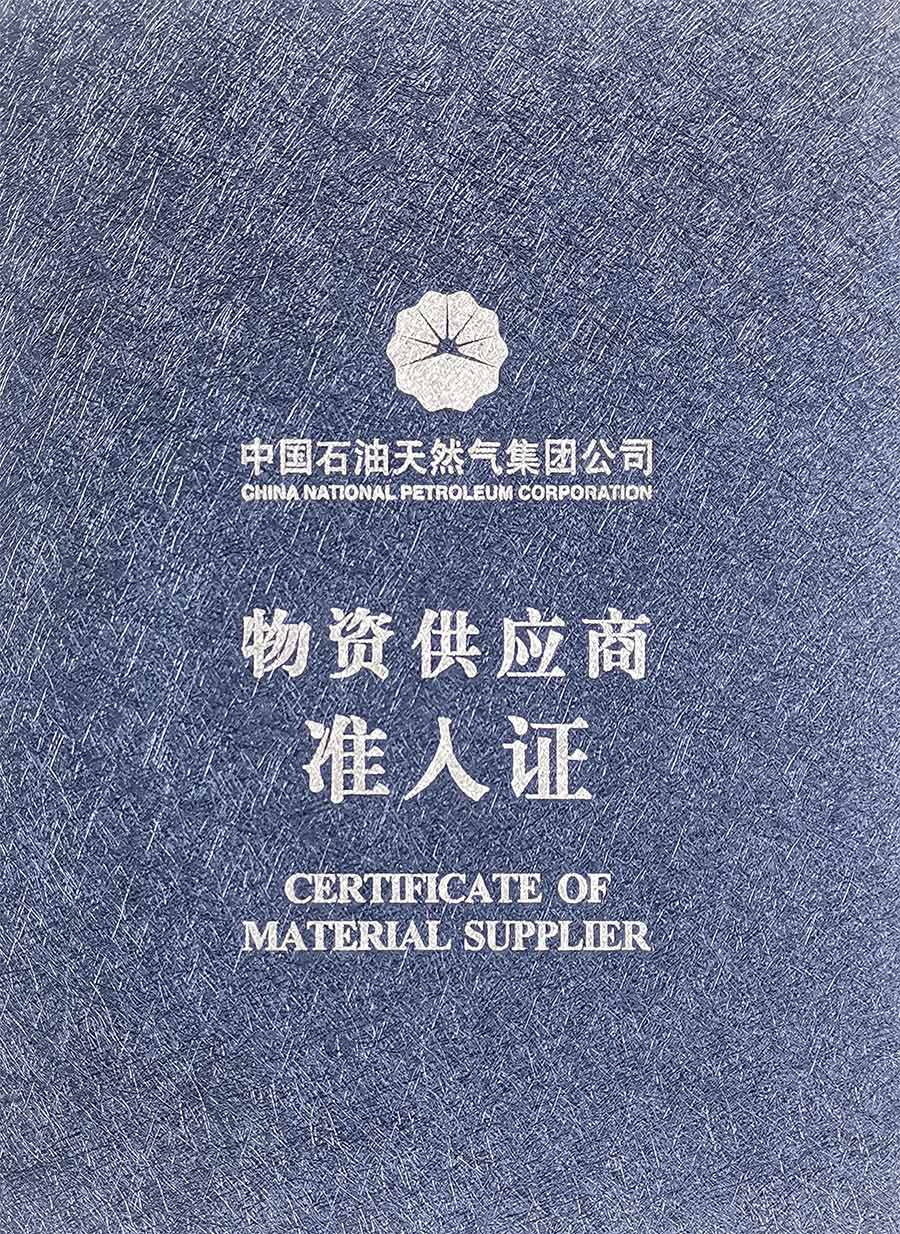 中国石油天然气集团公司
CHINA NATIONAL PETROLEUM CORPORATION
物资供应商
准入证
CERTIFICATE OF
MATERIAL SUPPLIER